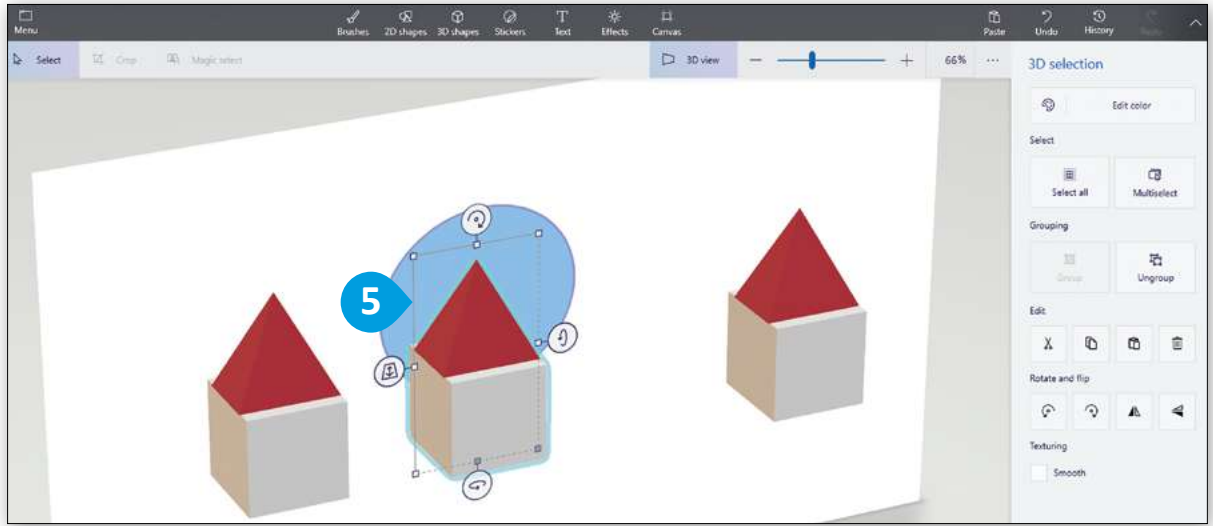 Menu Brushes 2D shapes 3D shapes Stickers Text Effects Canvas Paste Undo History
Select Crop Magic select 3D view 66%
3D selection
Edit color
Select
Select all Multiselect
Grouping
Group Ungroup
Edit
Rotate and flip
Texturing
Smooth
5